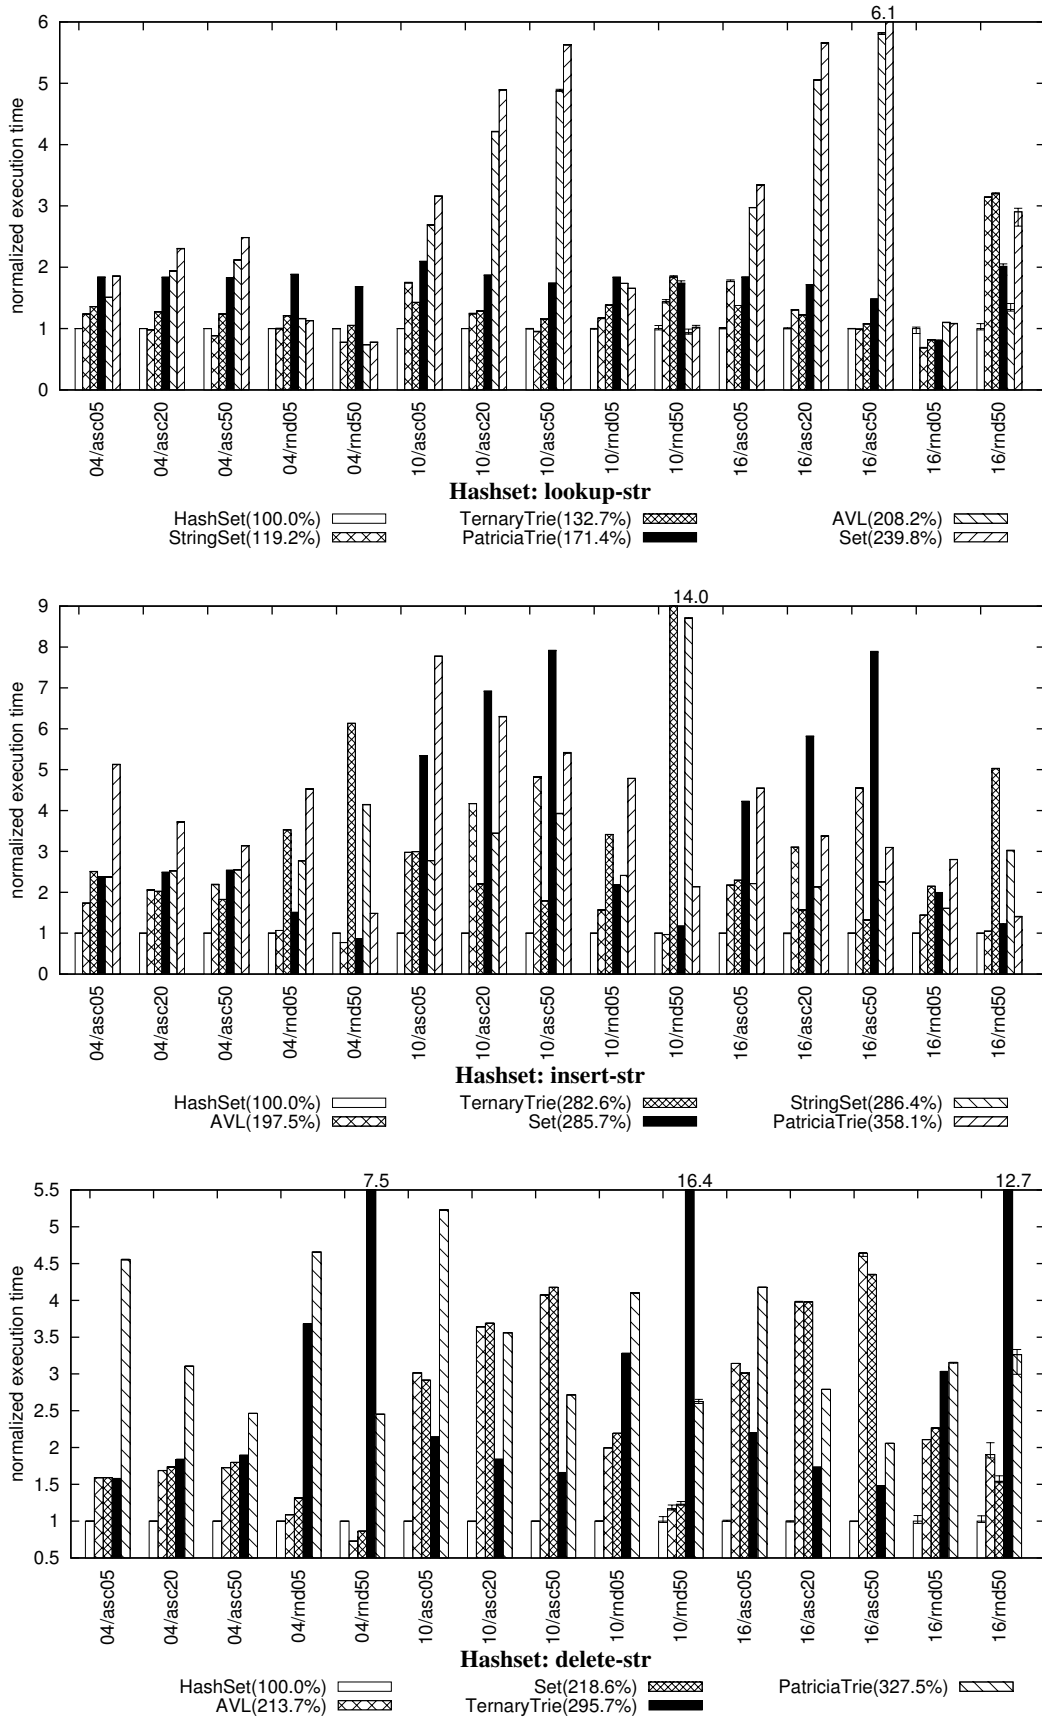 6.1
6
5
4
3
2
1
0
normalized execution time
04/asc05
04/asc20
04/asc50
04/rnd05
04/rnd50
10/asc05
10/asc20
10/asc50
10/rnd05
10/rnd50
16/asc05
16/asc20
16/asc50
16/rnd05
16/rnd50
Hashset: lookup-str
HashSet(100.0%) TernaryTrie(132.7%) AVL(208.2%)
StringSet(119.2%) PatriciaTrie(171.4%) Set(239.8%)
14.0
9
8
7
6
5
4
3
2
1
0
normalized execution time
04/asc05
04/asc20
04/asc50
04/rnd05
04/rnd50
10/asc05
10/asc20
10/asc50
10/rnd05
10/rnd50
16/asc05
16/asc20
16/asc50
16/rnd05
16/rnd50
Hashset: insert-str
HashSet(100.0%) TernaryTrie(282.6%) StringSet(286.4%)
AVL(197.5%) Set(285.7%) PatriciaTrie(358.1%)
7.5 16.4 12.7
5.5
5
4.5
4
3.5
3
2.5
2
1.5
1
0.5
normalized execution time
04/asc05
04/asc20
04/asc50
04/rnd05
04/rnd50
10/asc05
10/asc20
10/asc50
10/rnd05
10/rnd50
16/asc05
16/asc20
16/asc50
16/rnd05
16/rnd50
Hashset: delete-str
HashSet(100.0%) Set(218.6%) PatriciaTrie(327.5%)
AVL(213.7%) TernaryTrie(295.7%)